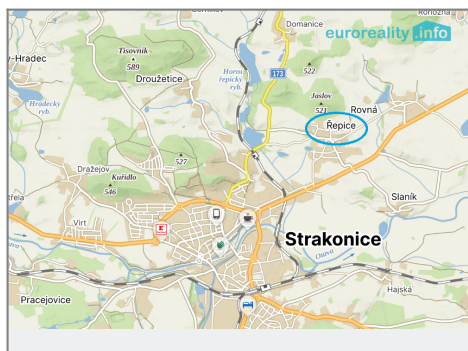 Domanice
Rohozná
euroreality.info
Tisovník
589
y-Hradec
Droužetice
Horní
řepický
ryb.
173
522
Jaslov
521
Rovná
Řepice
Hradecký
ryb.
527
Dražejov
Kuřidlo
546
Slaník
Virt
Strakonice
Otava
Hajská
Pracejovice